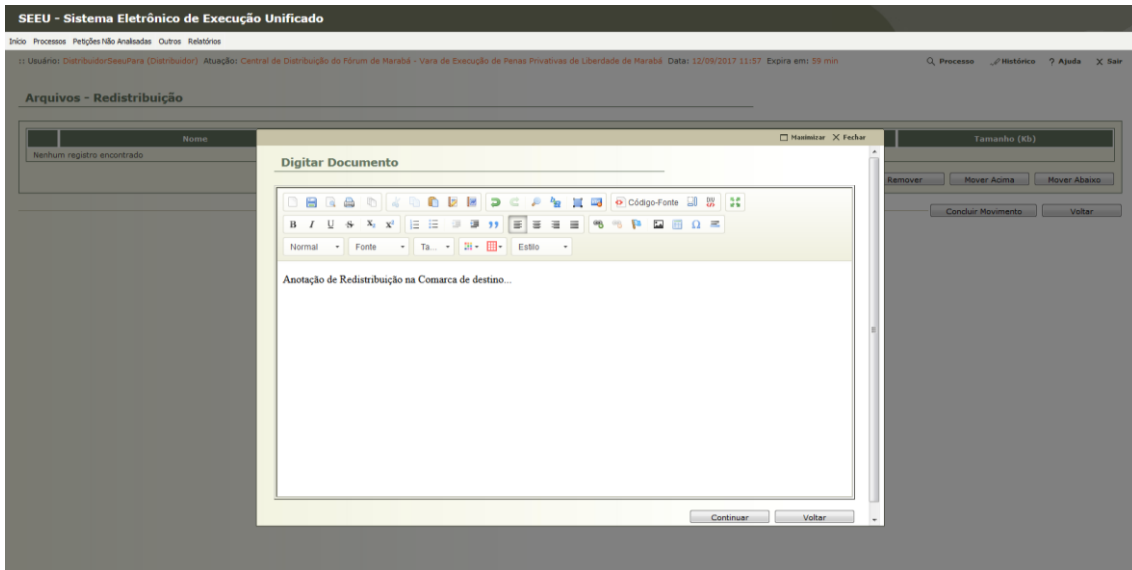 SEEU - Sistema Eletrônico de Execução Unificado
Início Processos Petições Não Analisadas Outros Relatórios
:: Usuário: DistribuidorSeeuPara (Distribuidor) Atuação: Central de Distribuição do Fórum de Marabá - Vara de Execução de Penas Privativas de Liberdade de Marabá Data: 12/09/2017 11:57 Expira em: 59 min Processo Histórico ? Ajuda X Sair
Arquivos - Redistribuição
Nome Tamanho (Kb)
Nenhum registro encontrado
Remover Mover Acima Mover Abaixo
Concluir Movimento Voltar
Maximizar X Fechar
Digitar Documento
Código-Fonte
B I U S X₂ X²
Normal Fonte Ta... Estilo
Anotação de Redistribuição na Comarca de destino...
Continuar Voltar